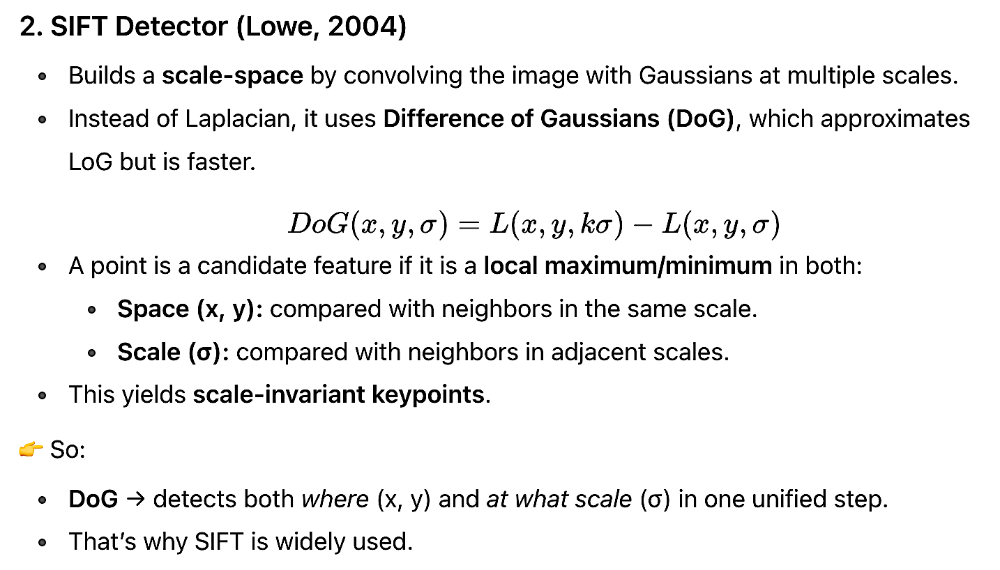 2. SIFT Detector (Lowe, 2004)
• Builds a scale-space by convolving the image with Gaussians at multiple scales.
• Instead of Laplacian, it uses Difference of Gaussians (DoG), which approximates
LoG but is faster.
DoG(x, y, σ) = L(x, y, kσ) − L(x, y, σ)
• A point is a candidate feature if it is a local maximum/minimum in both:
• Space (x, y): compared with neighbors in the same scale.
• Scale (σ): compared with neighbors in adjacent scales.
• This yields scale-invariant keypoints.
👉 So:
• DoG → detects both where (x, y) and at what scale (σ) in one unified step.
• That’s why SIFT is widely used.